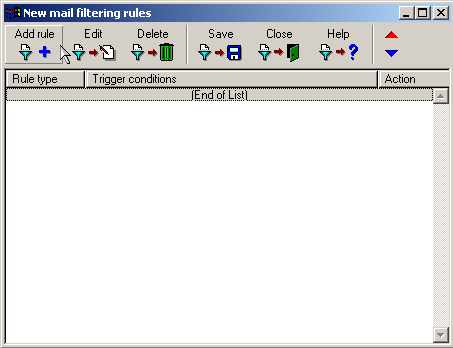 New mail filtering rules
Add rule Edit Delete Save Close Help
Rule type Trigger conditions Action
(End of List)